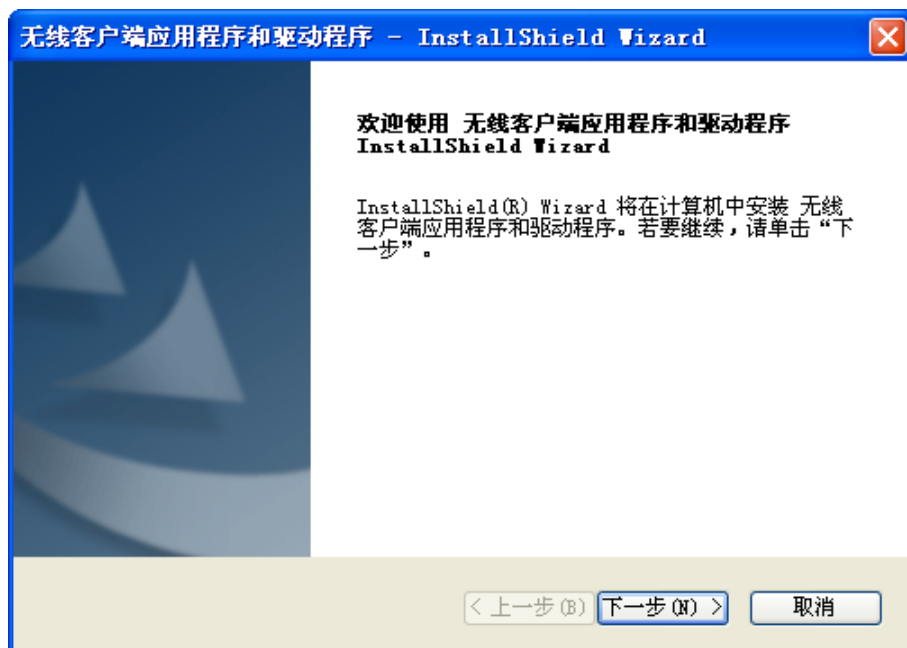 无线客户端应用程序和驱动程序 - InstallShield Wizard
欢迎使用 无线客户端应用程序和驱动程序
InstallShield Wizard
InstallShield(R) Wizard 将在计算机中安装 无线
客户端应用程序和驱动程序。若要继续，请单击“下
一步”。
< 上一步(B)
下一步(N) >
取消